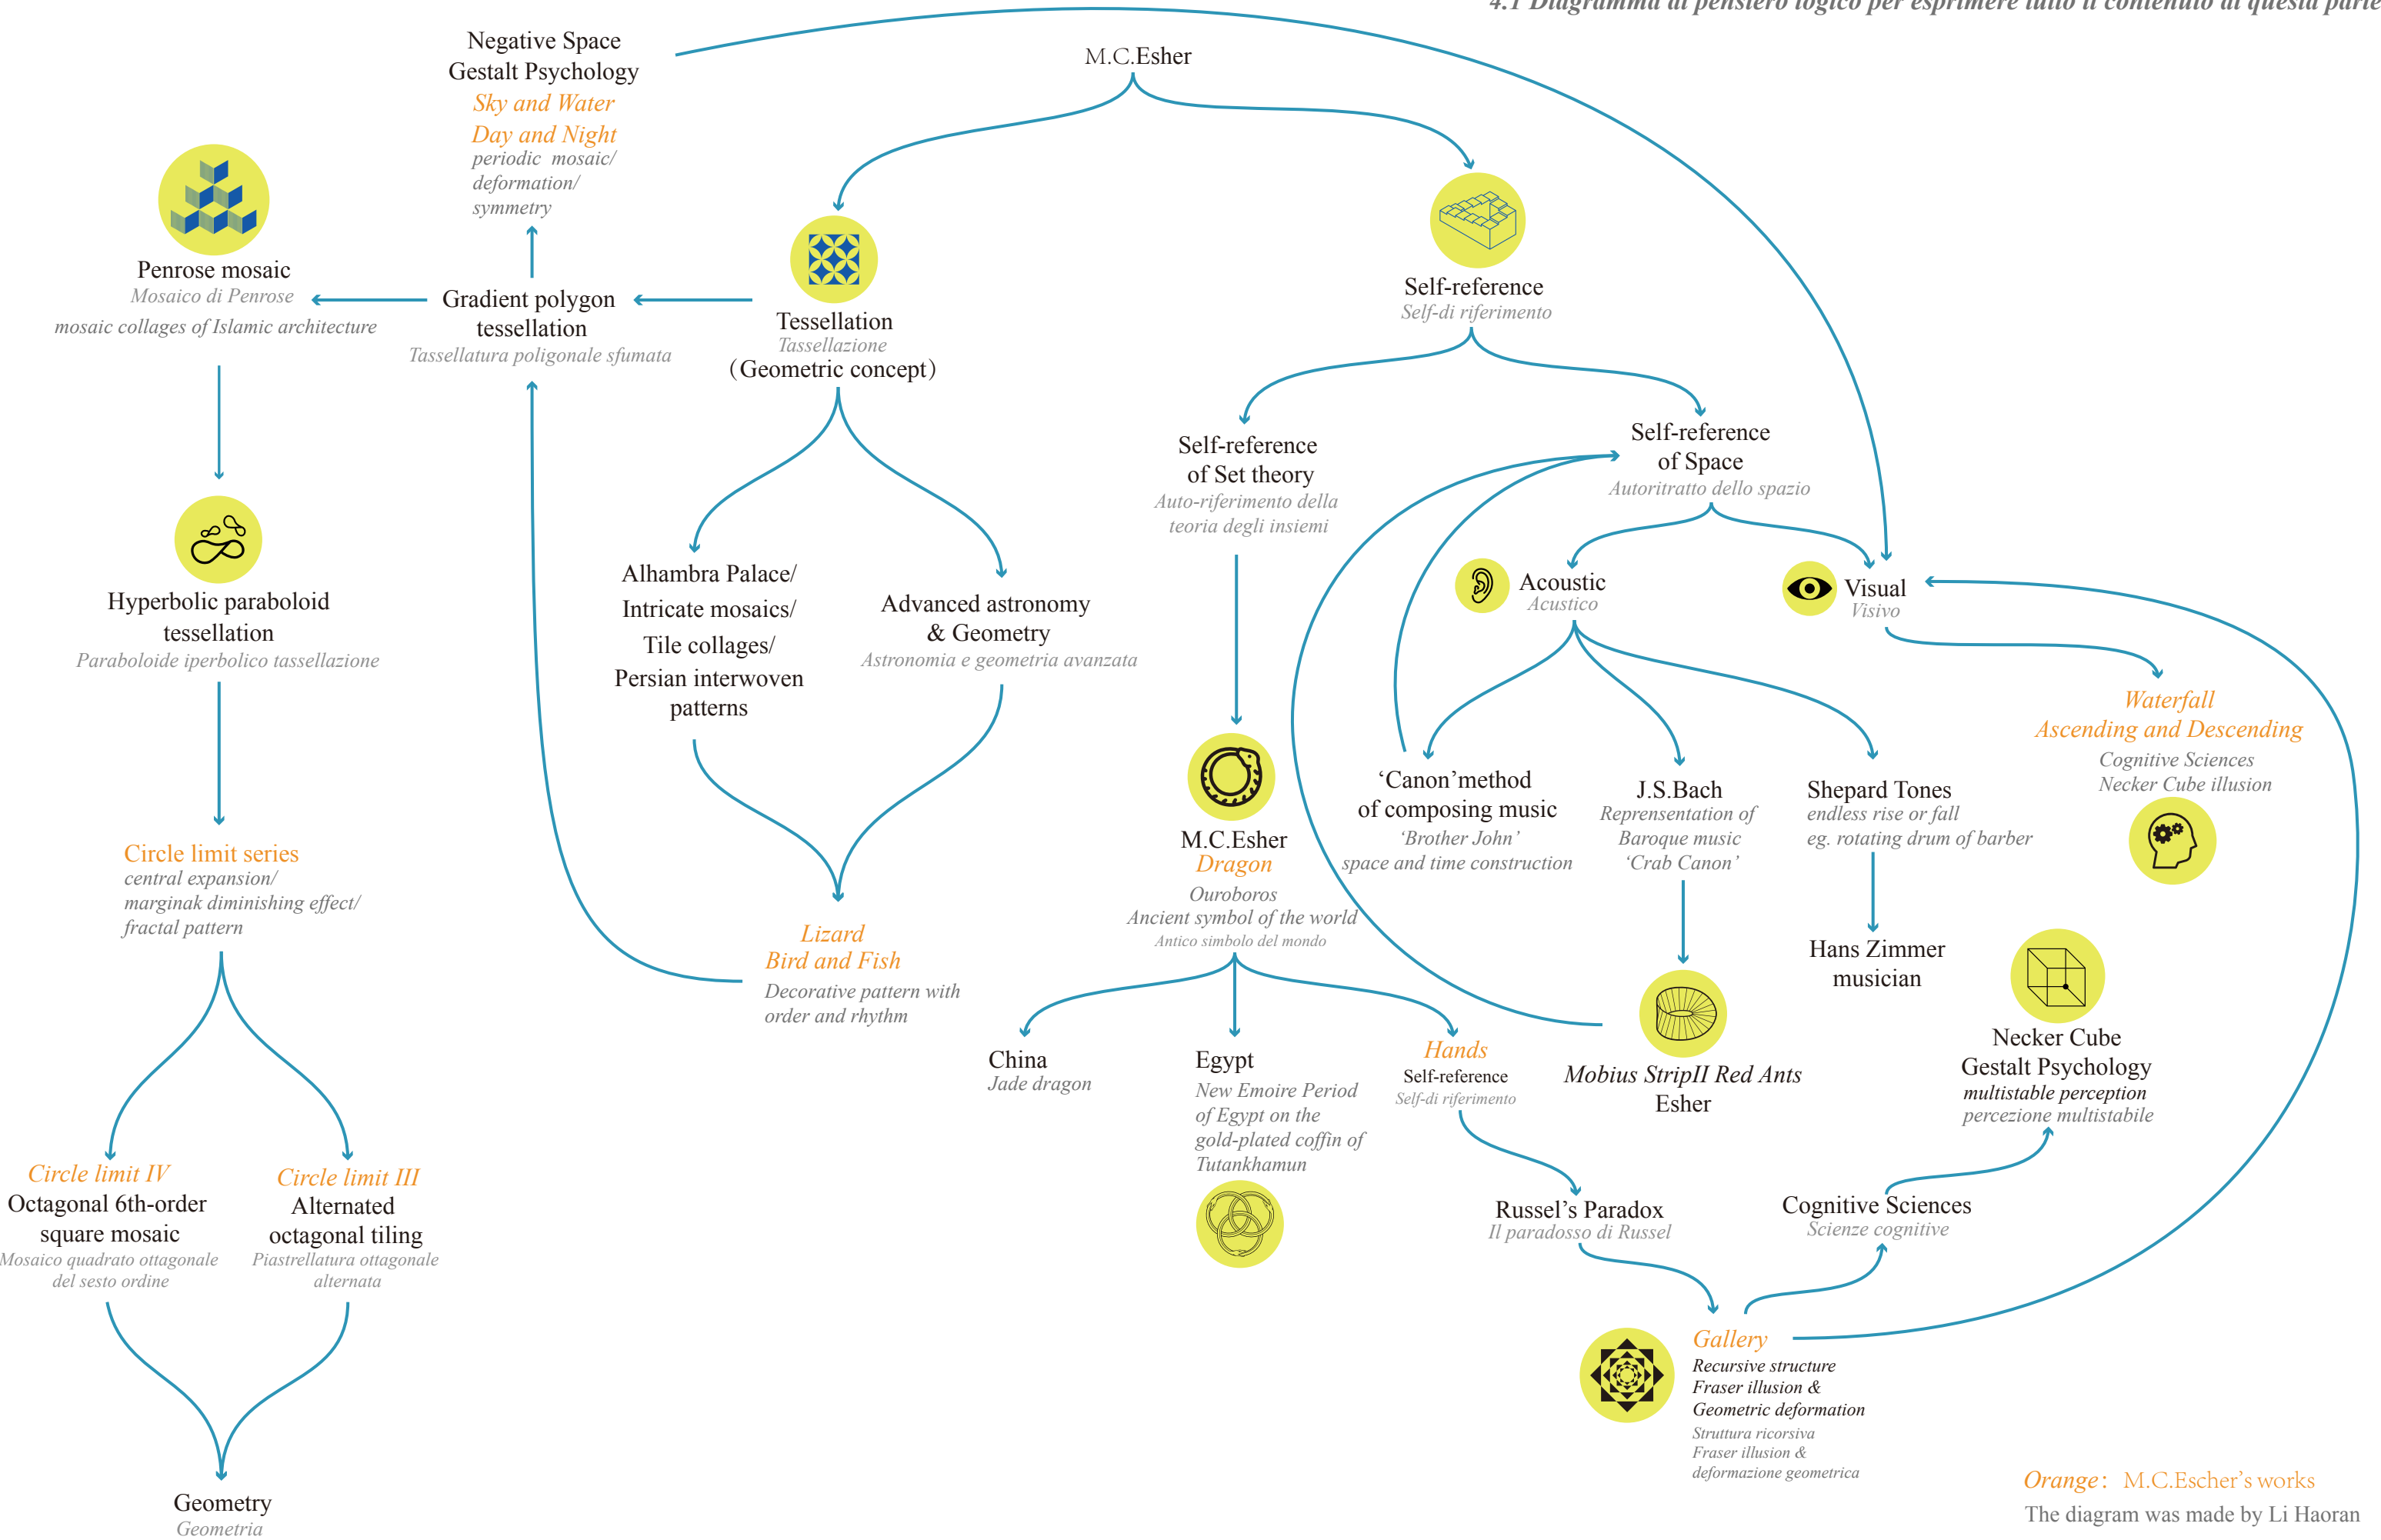 4.1 Diagramma di pensiero logico per esprimere tutto il contenuto di questa parte
Negative Space
Gestalt Psychology
Sky and Water
Day and Night
periodic mosaic/
deformation/
symmetry
M.C.Esher
Penrose mosaic
Mosaico di Penrose
mosaic collages of Islamic architecture
Gradient polygon
tessellation
Tassellatura poligonale sfumata
Tessellation
Tassellazione
(Geometric concept)
Self-reference
Self-di riferimento
Self-reference
of Set theory
Auto-riferimento della
teoria degli insiemi
Self-reference
of Space
Autoritratto dello spazio
Hyperbolic paraboloid
tessellation
Paraboloide iperbolico tassellazione
Alhambra Palace/
Intricate mosaics/
Tile collages/
Persian interwoven
patterns
Advanced astronomy
& Geometry
Astronomia e geometria avanzata
Acoustic
Acustico
Visual
Visivo
Waterfall
Ascending and Descending
Cognitive Sciences
Necker Cube illusion
‘Canon’method
of composing music
‘Brother John’
space and time construction
J.S.Bach
Reprensentation of
Baroque music
‘Crab Canon’
Shepard Tones
endless rise or fall
eg. rotating drum of barber
M.C.Esher
Dragon
Ouroboros
Ancient symbol of the world
Antico simbolo del mondo
Circle limit series
central expansion/
marginak diminishing effect/
fractal pattern
Lizard
Bird and Fish
Decorative pattern with
order and rhythm
Hans Zimmer
musician
China
Jade dragon
Egypt
New Emoire Period
of Egypt on the
gold-plated coffin of
Tutankhamun
Hands
Self-reference
Self-di riferimento
Mobius StripII Red Ants
Esher
Necker Cube
Gestalt Psychology
multistable perception
percezione multistabile
Circle limit IV
Octagonal 6th-order
square mosaic
Mosaico quadrato ottagonale
del sesto ordine
Circle limit III
Alternated
octagonal tiling
Piastrellatura ottagonale
alternata
Russel’s Paradox
Il paradosso di Russel
Cognitive Sciences
Scienze cognitive
Gallery
Recursive structure
Fraser illusion &
Geometric deformation
Struttura ricorsiva
Fraser illusion &
deformazione geometrica
Geometry
Geometria
Orange： M.C.Escher’s works
The diagram was made by Li Haoran